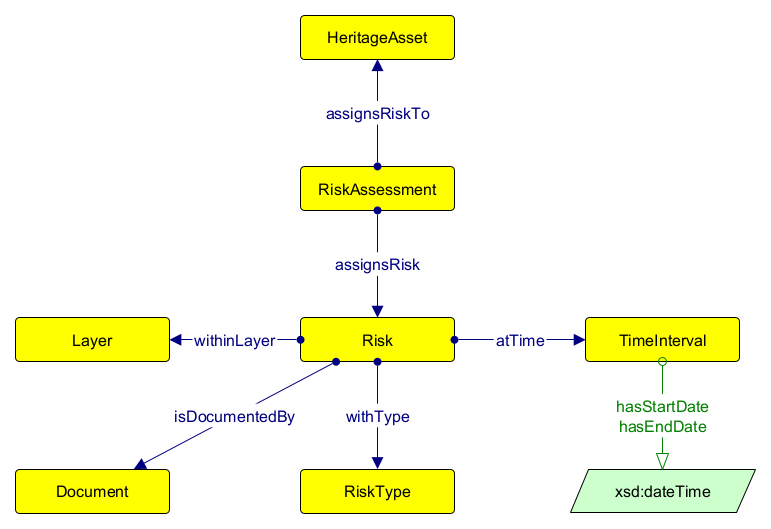 HeritageAsset
assignsRiskTo
RiskAssessment
assignsRisk
Layer
withinLayer
Risk
atTime
TimeInterval
isDocumentedBy
withType
hasStartDate
hasEndDate
Document
RiskType
xsd:dateTime